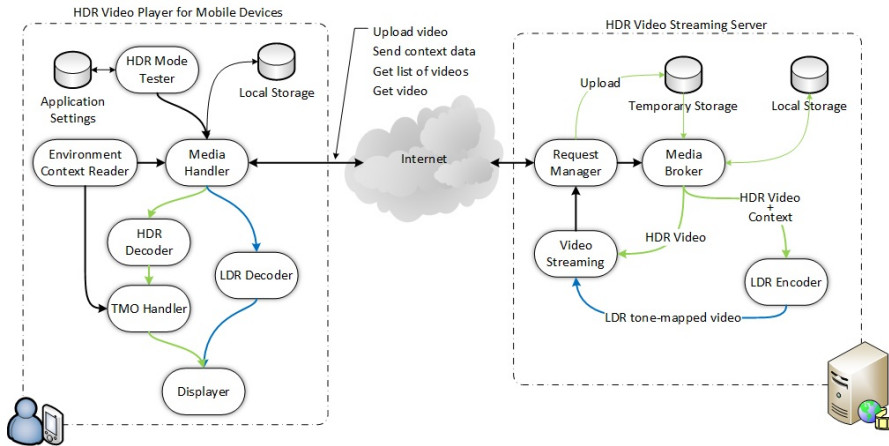 HDR Video Player for Mobile Devices
HDR Mode
Tester
Application
Settings
Local Storage
Environment
Context Reader
Media
Handler
HDR
Decoder
LDR Decoder
TMO Handler
Displayer
Upload video
Send context data
Get list of videos
Get video
Internet
HDR Video Streaming Server
Upload
Temporary Storage
Local Storage
Request
Manager
Media
Broker
HDR Video
+
Context
HDR Video
Video
Streaming
LDR Encoder
LDR tone-mapped video